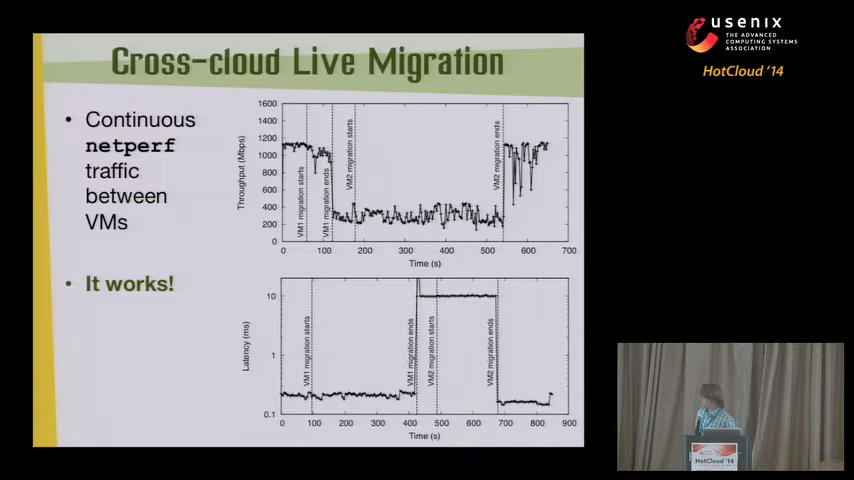 usenix
THE ADVANCED
COMPUTING SYSTEMS
ASSOCIATION
HotCloud '14
Cross-cloud Live Migration
• Continuous
netperf
traffic
between
VMs
• It works!
Throughput (Mbps)
1600
1400
1200
1000
800
600
400
200
0
VM1 migration starts
VM1 migration ends
VM2 migration starts
VM2 migration ends
0 100 200 300 400 500 600 700
Time (s)
Latency (ms)
10
1
0.1
VM1 migration starts
VM1 migration ends
VM2 migration starts
VM2 migration ends
0 100 200 300 400 500 600 700 800 900
Time (s)
HotCloud '14